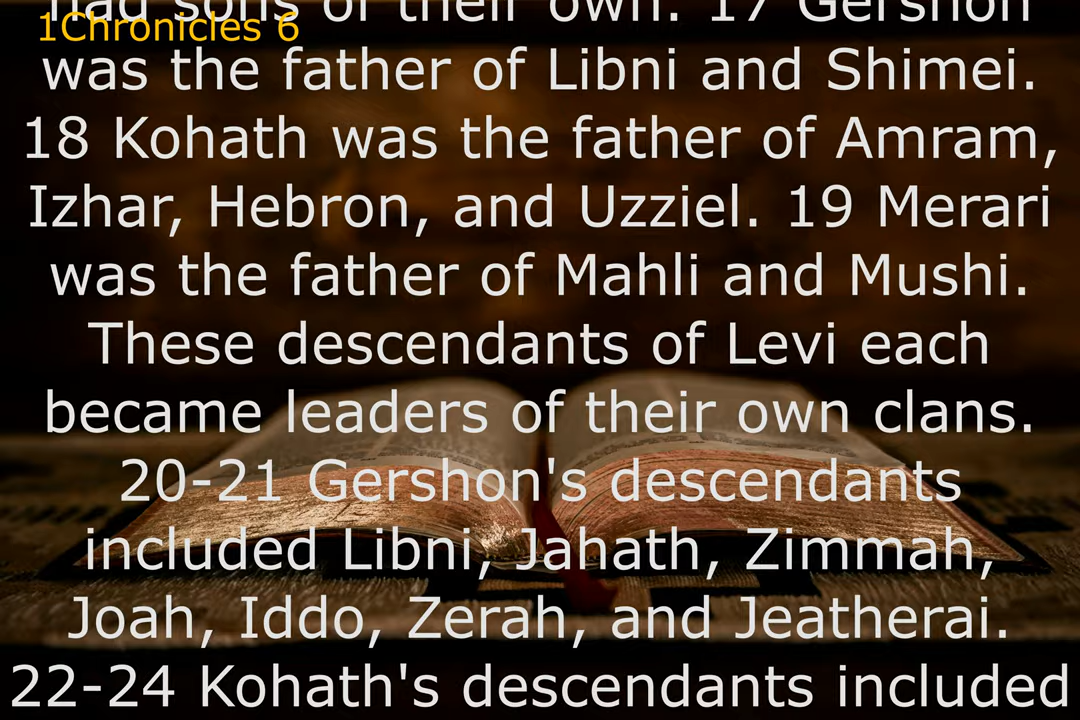 had sons of their own. 17 Gershon
1Chronicles 6
was the father of Libni and Shimei.
18 Kohath was the father of Amram,
Izhar, Hebron, and Uzziel. 19 Merari
was the father of Mahli and Mushi.
These descendants of Levi each
became leaders of their own clans.
20-21 Gershon's descendants
included Libni, Jahath, Zimmah,
Joah, Iddo, Zerah, and Jeatherai.
22-24 Kohath's descendants included